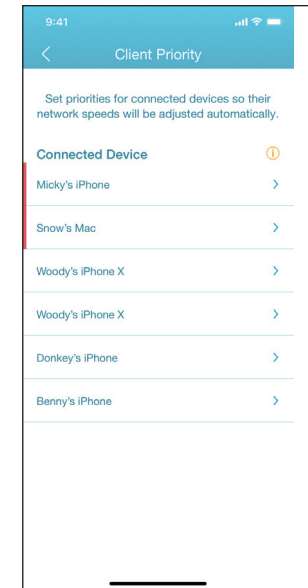 9:41
Client Priority
Set priorities for connected devices so their
network speeds will be adjusted automatically.
Connected Device
Micky's iPhone
Snow's Mac
Woody's iPhone X
Woody's iPhone X
Donkey's iPhone
Benny's iPhone